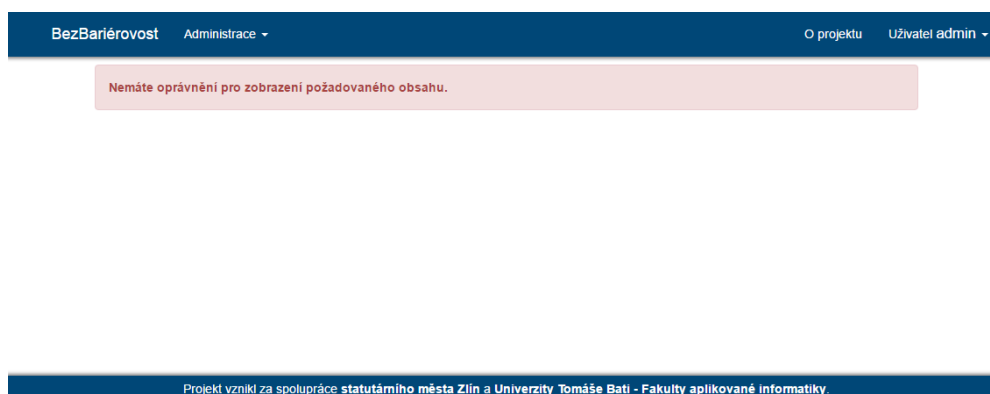 BezBariérovost Administrace O projektu Uživatel admin
Nemáte oprávnění pro zobrazení požadovaného obsahu.
Projekt vznikl za spolupráce statutárního města Zlín a Univerzity Tomáše Bati - Fakulty aplikované informatiky.